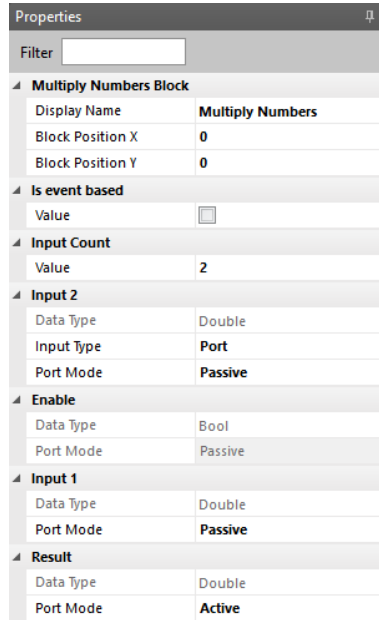 Properties
Filter
Multiply Numbers Block
Display Name Multiply Numbers
Block Position X 0
Block Position Y 0
Is event based
Value
Input Count
Value 2
Input 2
Data Type Double
Input Type Port
Port Mode Passive
Enable
Data Type Bool
Port Mode Passive
Input 1
Data Type Double
Port Mode Passive
Result
Data Type Double
Port Mode Active